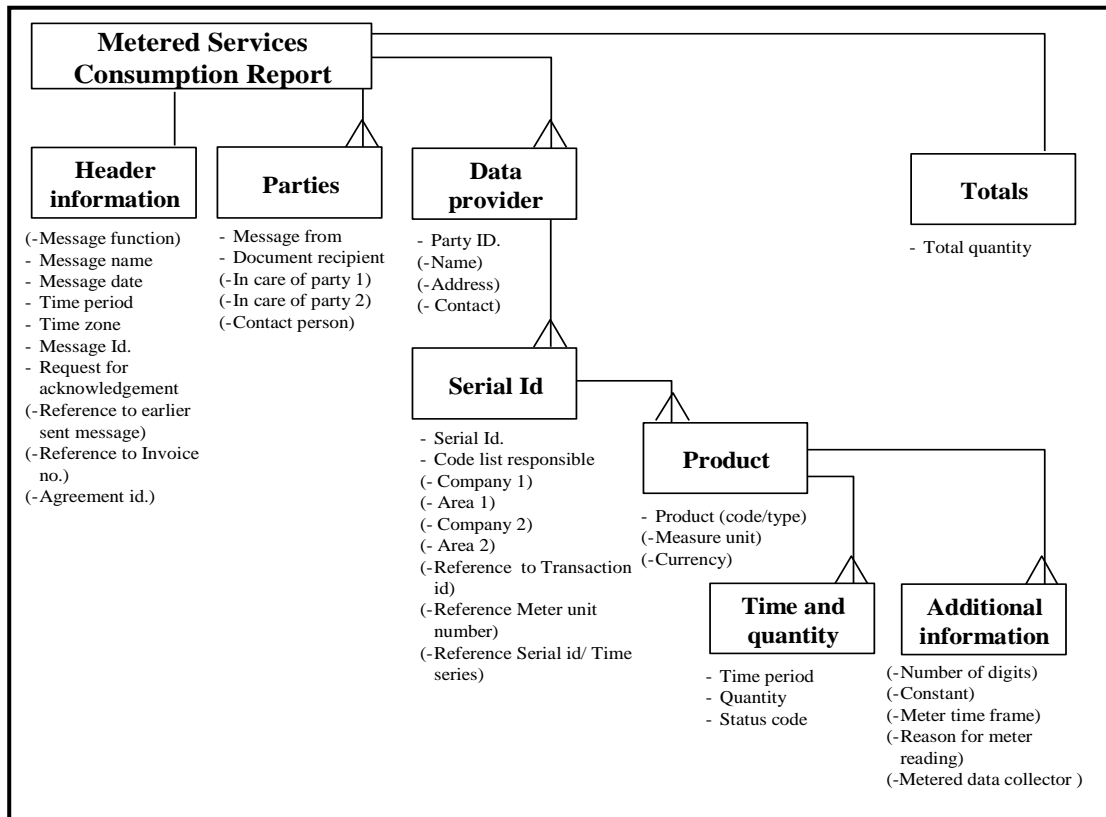 Metered Services
Consumption Report
Header
information
(-Message function)
- Message name
- Message date
- Time period
- Time zone
- Message Id.
- Request for
acknowledgement
(-Reference to earlier
sent message)
(-Reference to Invoice
no.)
(-Agreement id.)
Parties
- Message from
- Document recipient
(-In care of party 1)
(-In care of party 2)
(-Contact person)
Data
provider
- Party ID.
(-Name)
(-Address)
(- Contact)
Totals
- Total quantity
Serial Id
- Serial Id.
- Code list responsible
(- Company 1)
(- Area 1)
(- Company 2)
(- Area 2)
(-Reference to Transaction
id)
(-Reference Meter unit
number)
(-Reference Serial id/ Time
series)
Product
- Product (code/type)
(-Measure unit)
(-Currency)
Time and
quantity
- Time period
- Quantity
- Status code
Additional
information
(-Number of digits)
(-Constant)
(-Meter time frame)
(-Reason for meter
reading)
(-Metered data collector )